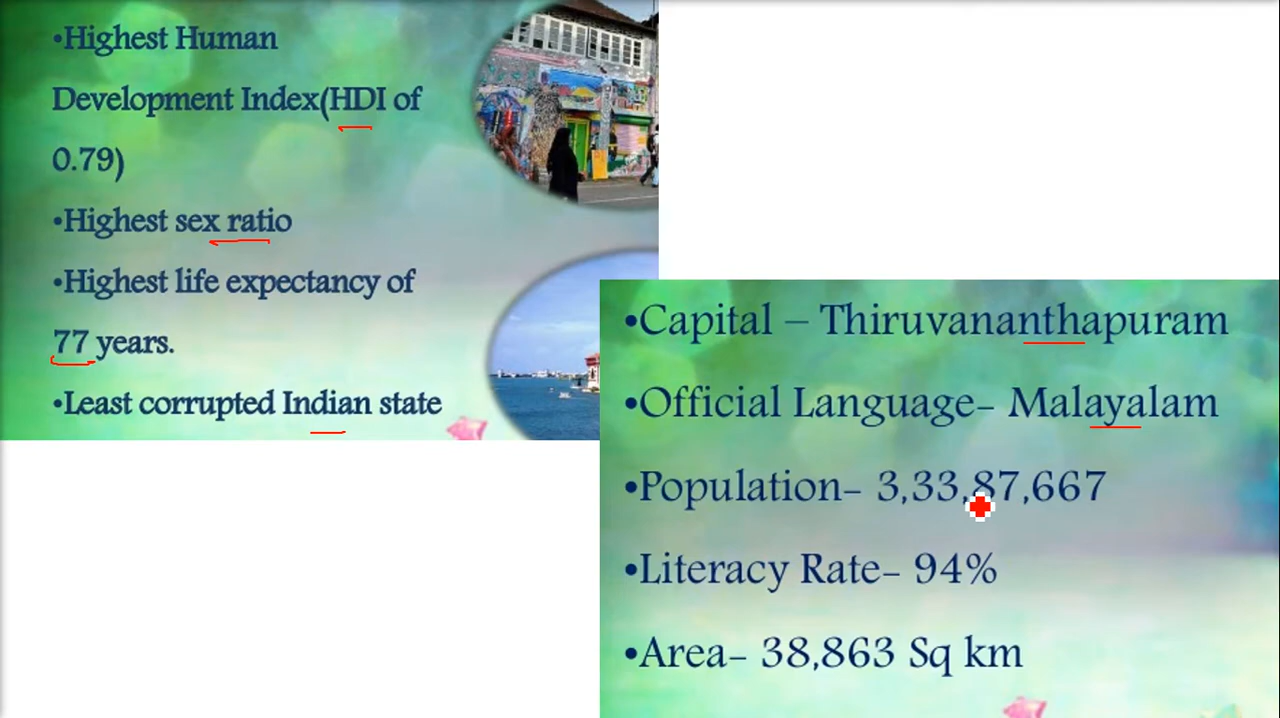 •Highest Human
Development Index(HDI of
0.79)
•Highest sex ratio
•Highest life expectancy of
77 years.
•Least corrupted Indian state
•Capital – Thiruvananthapuram
•Official Language- Malayalam
•Population- 3,33,87,667
•Literacy Rate- 94%
•Area- 38,863 Sq km